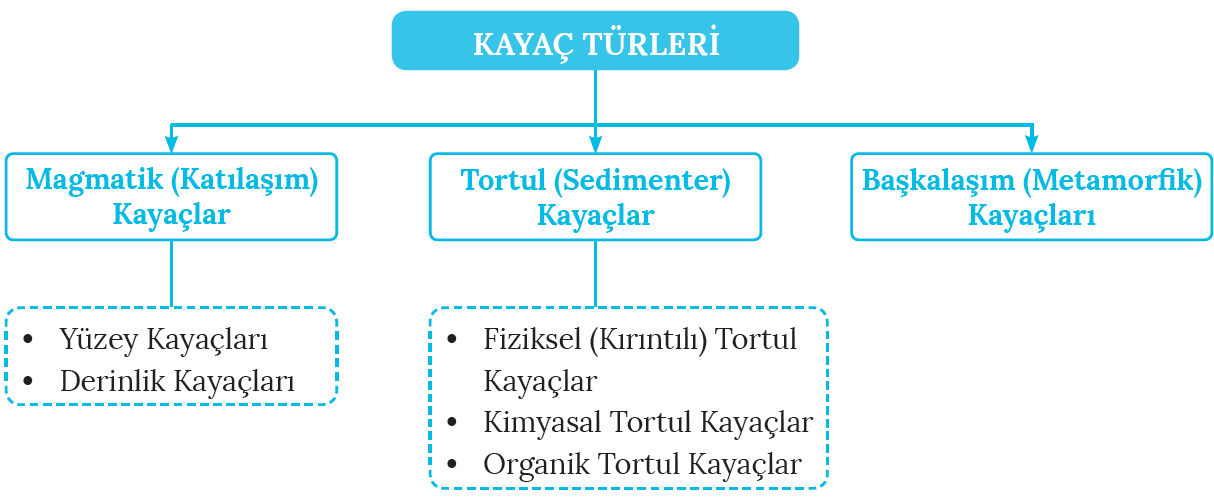 KAYAÇ TÜRLERİ
Magmatik (Katılaşım)
Kayaçlar
Tortul (Sedimenter)
Kayaçlar
Başkalaşım (Metamorfik)
Kayaçları
• Yüzey Kayaçları
• Derinlik Kayaçları
• Fiziksel (Kırıntılı) Tortul
Kayaçlar
• Kimyasal Tortul Kayaçlar
• Organik Tortul Kayaçlar